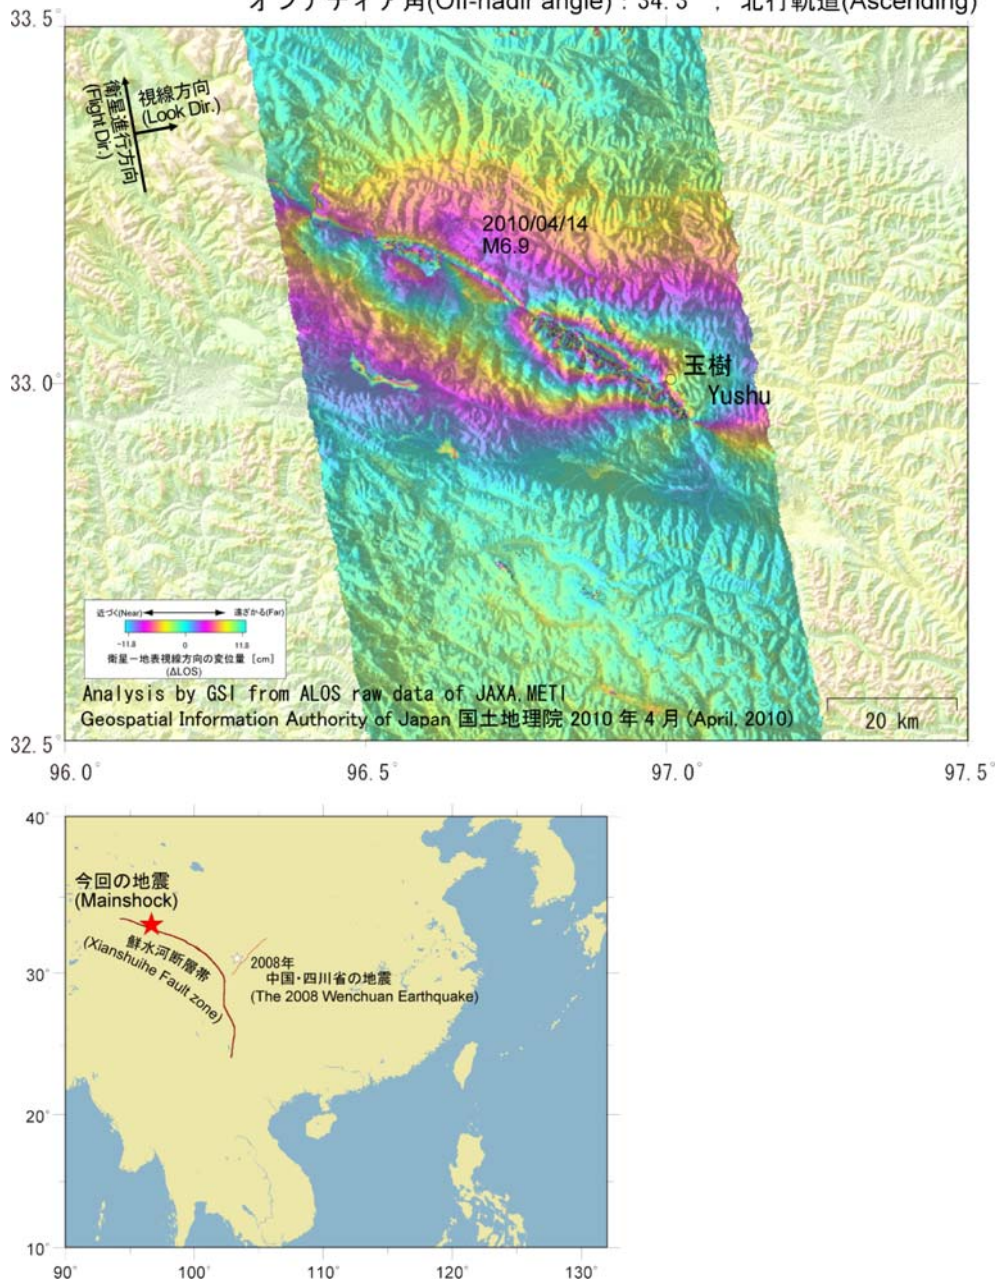 オフナディア角(Off-nadir angle) : 34.3°, 北行軌道(Ascending)
33.5°
衛星進行方向
(Flight Dir.)
視線方向
(Look Dir.)
2010/04/14
M6.9
33.0°
玉樹
Yushu
近づく(Near)
遠ざかる(Far)
-11.8
0
11.8
衛星－地表視線方向の変位量 [cm]
(ΔLOS)
Analysis by GSI from ALOS raw data of JAXA,METI
Geospatial Information Authority of Japan 国土地理院 2010 年 4 月 (April, 2010)
20 km
32.5°
96.0°
96.5°
97.0°
97.5°
40°
今回の地震
(Mainshock)
鮮水河断層帯
(Xianshuihe Fault zone)
2008年
中国・四川省の地震
(The 2008 Wenchuan Earthquake)
30°
20°
10°
90°
100°
110°
120°
130°